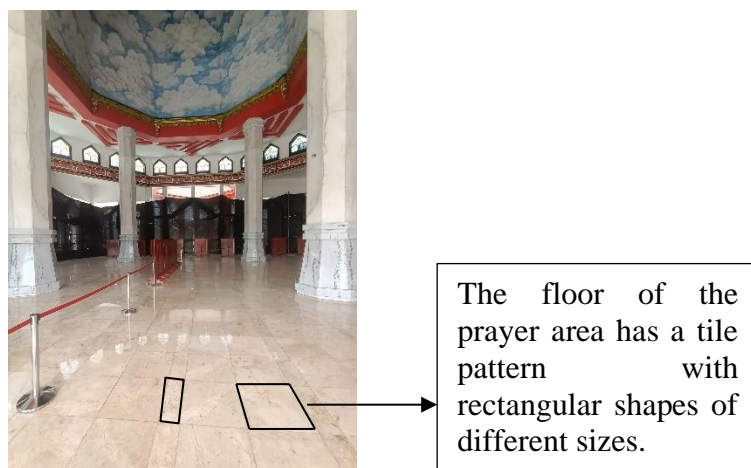 The floor of the
prayer area has a tile
pattern with
rectangular shapes of
different sizes.